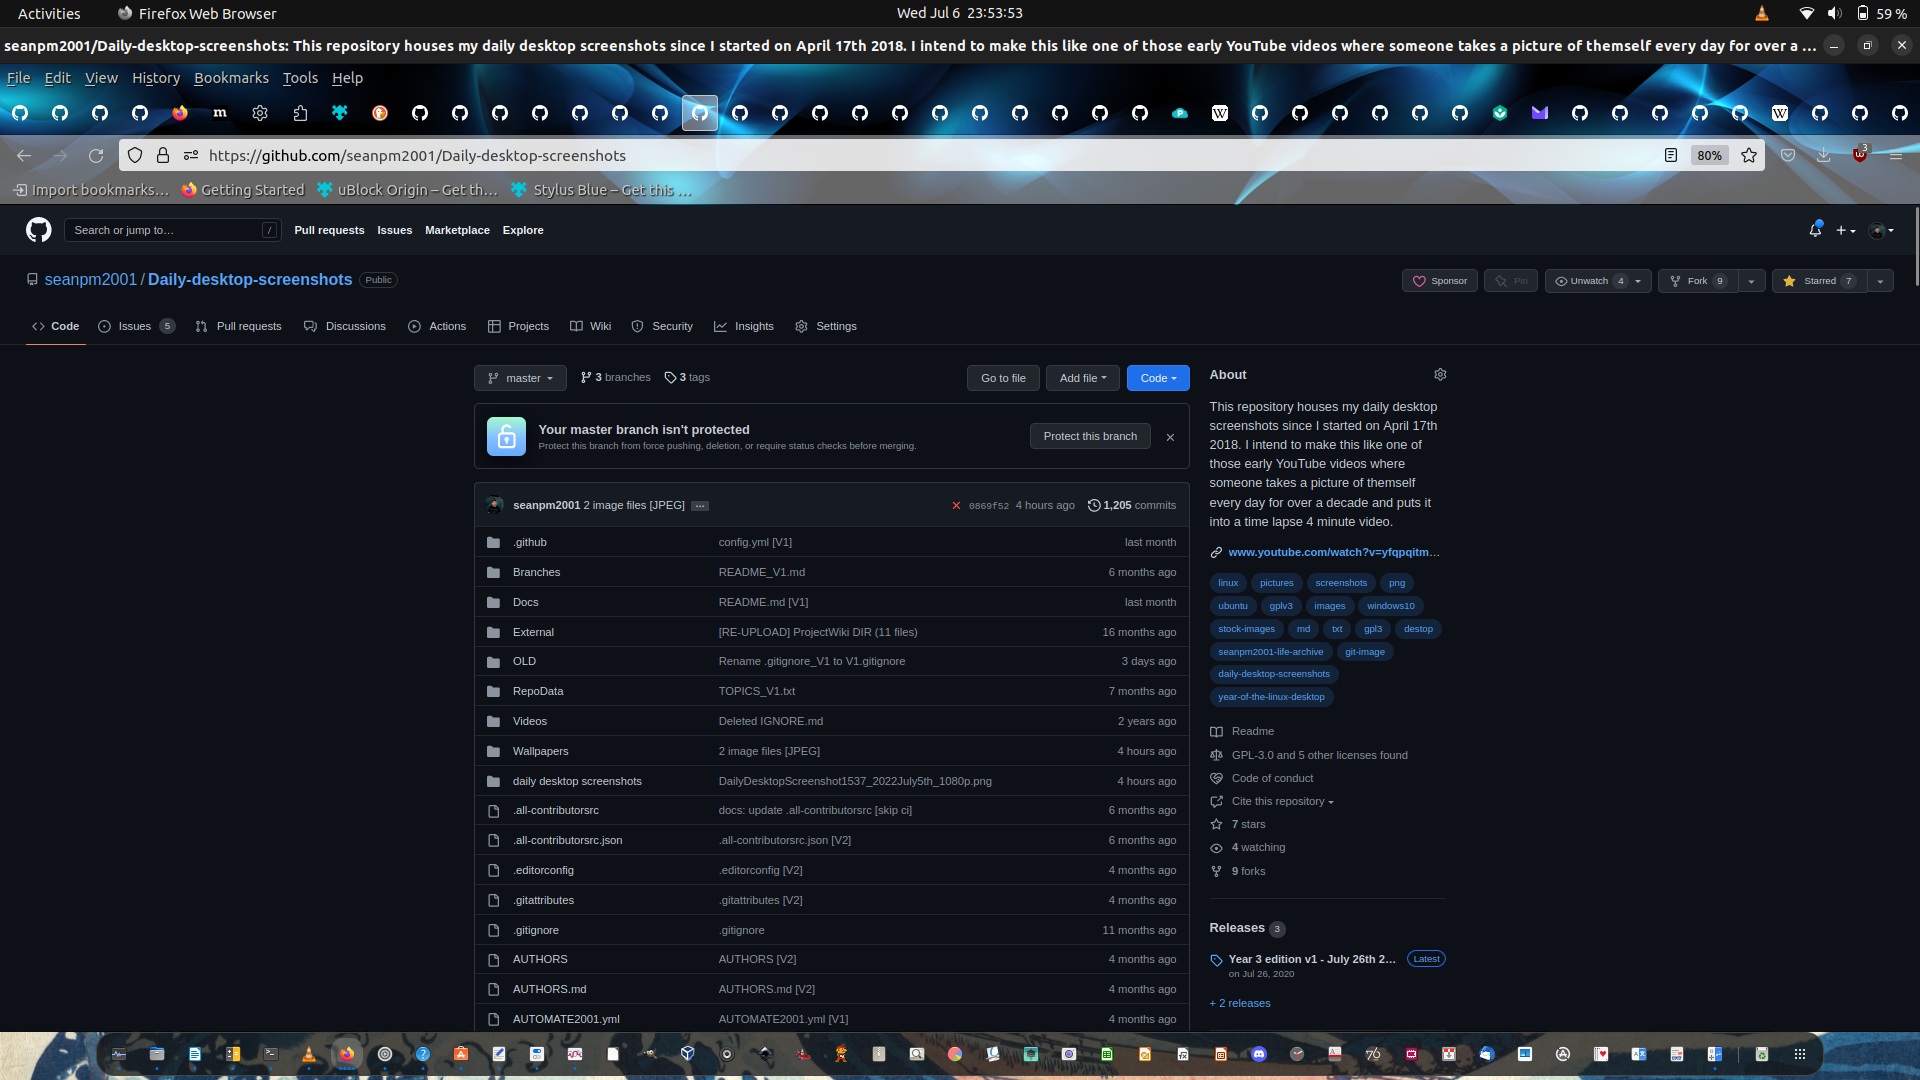 Activities Firefox Web Browser Wed Jul 6 23:53:53 59 %
seanpm2001/Daily-desktop-screenshots: This repository houses my daily desktop screenshots since I started on April 17th 2018. I intend to make this like one of those early YouTube videos where someone takes a picture of themself every day for over a …
File Edit View History Bookmarks Tools Help
https://github.com/seanpm2001/Daily-desktop-screenshots 80% 3
Import bookmarks… Getting Started uBlock Origin – Get th… Stylus Blue – Get this …
Search or jump to… / Pull requests Issues Marketplace Explore
seanpm2001 / Daily-desktop-screenshots Public Sponsor Pin Unwatch 4 Fork 9 Starred 7
Code Issues 5 Pull requests Discussions Actions Projects Wiki Security Insights Settings
master 3 branches 3 tags Go to file Add file Code
Your master branch isn't protected
Protect this branch from force pushing, deletion, or require status checks before merging.
Protect this branch
seanpm2001 2 image files [JPEG] … 0869f52 4 hours ago 1,205 commits
.github config.yml [V1] last month
Branches README_V1.md 6 months ago
Docs README.md [V1] last month
External [RE-UPLOAD] ProjectWiki DIR (11 files) 16 months ago
OLD Rename .gitignore_V1 to V1.gitignore 3 days ago
RepoData TOPICS_V1.txt 7 months ago
Videos Deleted IGNORE.md 2 years ago
Wallpapers 2 image files [JPEG] 4 hours ago
daily desktop screenshots DailyDesktopScreenshot1537_2022July5th_1080p.png 4 hours ago
.all-contributorsrc docs: update .all-contributorsrc [skip ci] 6 months ago
.all-contributorsrc.json .all-contributorsrc.json [V2] 6 months ago
.editorconfig .editorconfig [V2] 4 months ago
.gitattributes .gitattributes [V2] 4 months ago
.gitignore .gitignore 11 months ago
AUTHORS AUTHORS [V2] 4 months ago
AUTHORS.md AUTHORS.md [V2] 4 months ago
AUTOMATE2001.yml AUTOMATE2001.yml [V1] 4 months ago
About
This repository houses my daily desktop
screenshots since I started on April 17th
2018. I intend to make this like one of
those early YouTube videos where
someone takes a picture of themself
every day for over a decade and puts it
into a time lapse 4 minute video.
www.youtube.com/watch?v=yfqpqitm…
linux pictures screenshots png
ubuntu gplv3 images windows10
stock-images md txt gpl3 destop
seanpm2001-life-archive git-image
daily-desktop-screenshots
year-of-the-linux-desktop
Readme
GPL-3.0 and 5 other licenses found
Code of conduct
Cite this repository
7 stars
4 watching
9 forks
Releases 3
Year 3 edition v1 - July 26th 2… Latest
on Jul 26, 2020
+ 2 releases